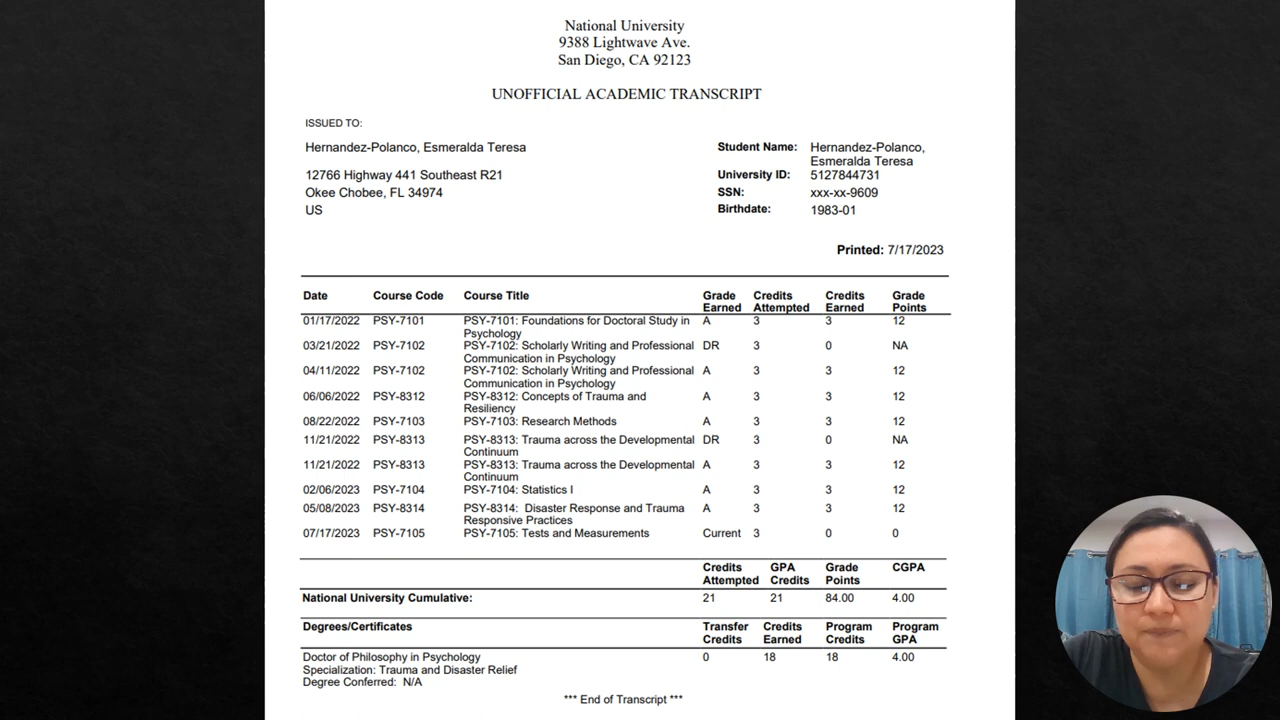 National University
9388 Lightwave Ave.
San Diego, CA 92123
UNOFFICIAL ACADEMIC TRANSCRIPT
ISSUED TO:
Hernandez-Polanco, Esmeralda Teresa
12766 Highway 441 Southeast R21
Okee Chobee, FL 34974
US
Student Name: Hernandez-Polanco,
Esmeralda Teresa
University ID: 5127844731
SSN: xxx-xx-9609
Birthdate: 1983-01
Printed: 7/17/2023
Date Course Code Course Title Grade Credits Credits Grade
Earned Attempted Earned Points
01/17/2022 PSY-7101 PSY-7101: Foundations for Doctoral Study in A 3 3 12
Psychology
03/21/2022 PSY-7102 PSY-7102: Scholarly Writing and Professional DR 3 0 NA
Communication in Psychology
04/11/2022 PSY-7102 PSY-7102: Scholarly Writing and Professional A 3 3 12
Communication in Psychology
06/06/2022 PSY-8312 PSY-8312: Concepts of Trauma and A 3 3 12
Resiliency
08/22/2022 PSY-7103 PSY-7103: Research Methods A 3 3 12
11/21/2022 PSY-8313 PSY-8313: Trauma across the Developmental DR 3 0 NA
Continuum
11/21/2022 PSY-8313 PSY-8313: Trauma across the Developmental A 3 3 12
Continuum
02/06/2023 PSY-7104 PSY-7104: Statistics I A 3 3 12
05/08/2023 PSY-8314 PSY-8314: Disaster Response and Trauma A 3 3 12
Responsive Practices
07/17/2023 PSY-7105 PSY-7105: Tests and Measurements Current 3 0 0
Credits GPA Grade CGPA
Attempted Credits Points
National University Cumulative: 21 21 84.00 4.00
Degrees/Certificates Transfer Credits Program Program
Credits Earned Credits GPA
Doctor of Philosophy in Psychology 0 18 18 4.00
Specialization: Trauma and Disaster Relief
Degree Conferred: N/A
*** End of Transcript ***